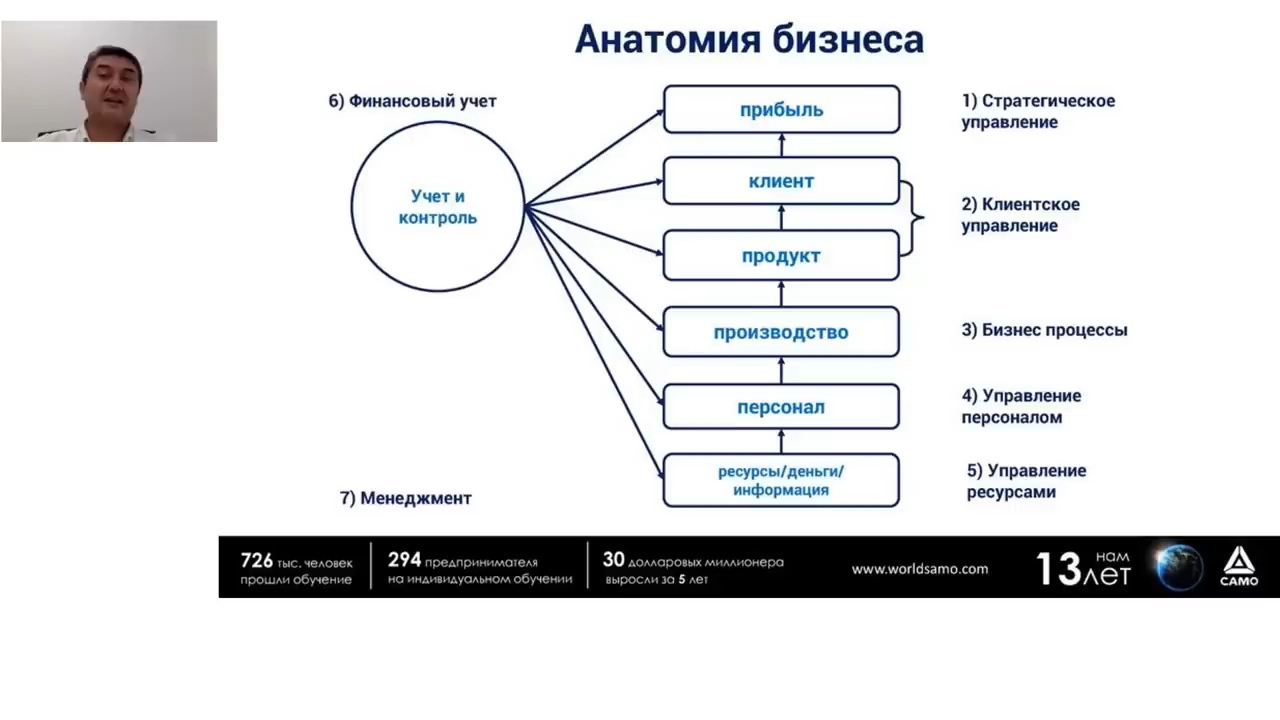 Анатомия бизнеса
6) Финансовый учет
Учет и
контроль
7) Менеджмент
прибыль
клиент
продукт
производство
персонал
ресурсы/деньги/
информация
1) Стратегическое
управление
2) Клиентское
управление
3) Бизнес процессы
4) Управление
персоналом
5) Управление
ресурсами
726 тыс. человек
прошли обучение
294 предпринимателя
на индивидуальном обучении
30 долларовых миллионера
выросли за 5 лет
www.worldsamo.com
13 нам
лет
САМО